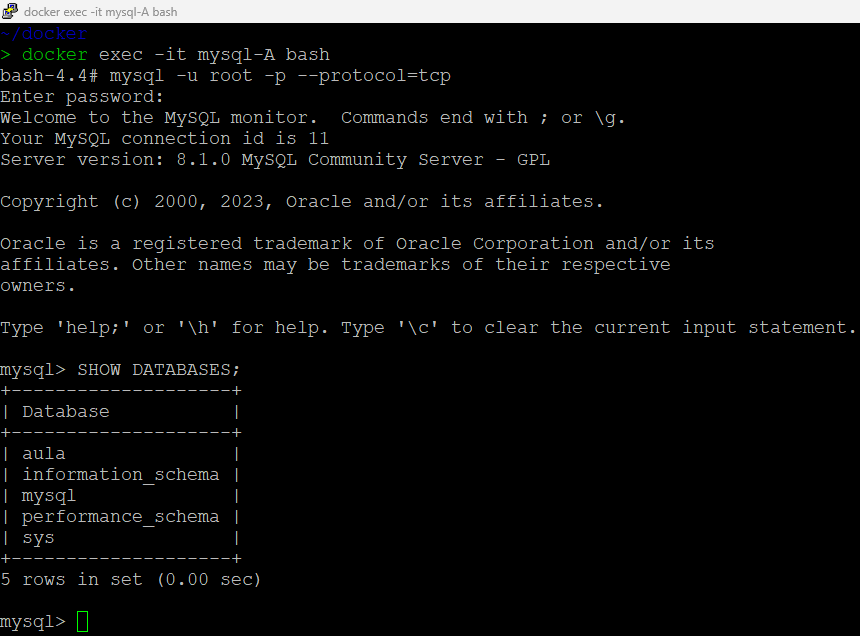 docker exec -it mysql-A bash
~/docker
> docker exec -it mysql-A bash
bash-4.4# mysql -u root -p --protocol=tcp
Enter password:
Welcome to the MySQL monitor.  Commands end with ; or \g.
Your MySQL connection id is 11
Server version: 8.1.0 MySQL Community Server - GPL

Copyright (c) 2000, 2023, Oracle and/or its affiliates.

Oracle is a registered trademark of Oracle Corporation and/or its
affiliates. Other names may be trademarks of their respective
owners.

Type 'help;' or '\h' for help. Type '\c' to clear the current input statement.

mysql> SHOW DATABASES;
+--------------------+
| Database           |
+--------------------+
| aula               |
| information_schema |
| mysql              |
| performance_schema |
| sys                |
+--------------------+
5 rows in set (0.00 sec)

mysql>